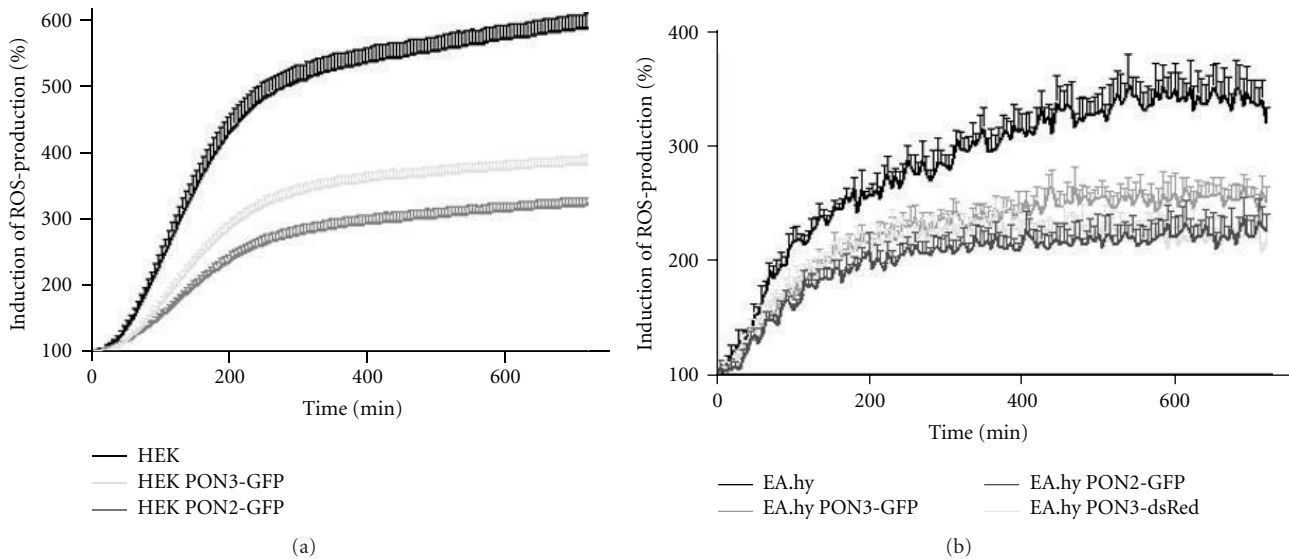 Induction of ROS-production (%)
600
500
400
300
200
100
0
200
400
600
Time (min)
HEK
HEK PON3-GFP
HEK PON2-GFP
(a)
Induction of ROS-production (%)
400
300
200
100
0
200
400
600
Time (min)
EA.hy
EA.hy PON3-GFP
EA.hy PON2-GFP
EA.hy PON3-dsRed
(b)